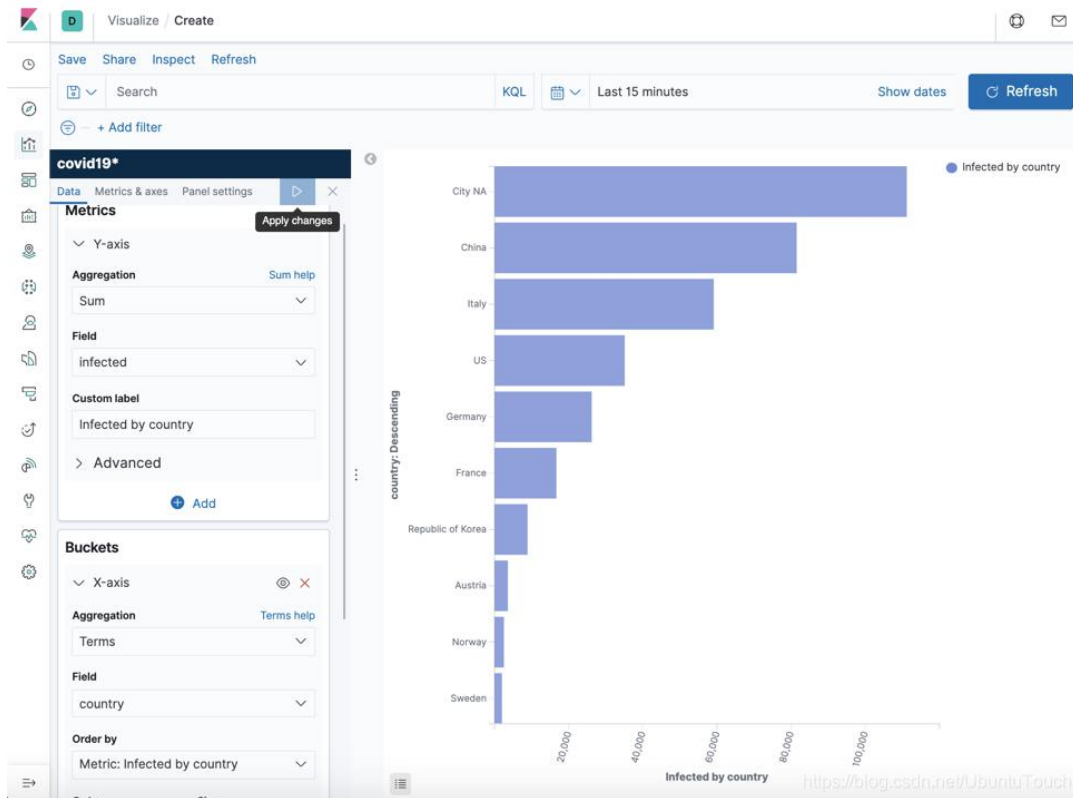 D Visualize / Create
Save Share Inspect Refresh
Search KQL Last 15 minutes Show dates Refresh
+ Add filter
covid19*
Data Metrics & axes Panel settings
Apply changes
Metrics
Y-axis
Aggregation Sum help
Sum
Field
infected
Custom label
Infected by country
Advanced
Add
Buckets
X-axis
Aggregation Terms help
Terms
Field
country
Order by
Metric: Infected by country
country: Descending
City NA
China
Italy
US
Germany
France
Republic of Korea
Austria
Norway
Sweden
20,000 40,000 60,000 80,000 100,000
Infected by country
Infected by country
https://blog.csdn.net/UbuntuTouch